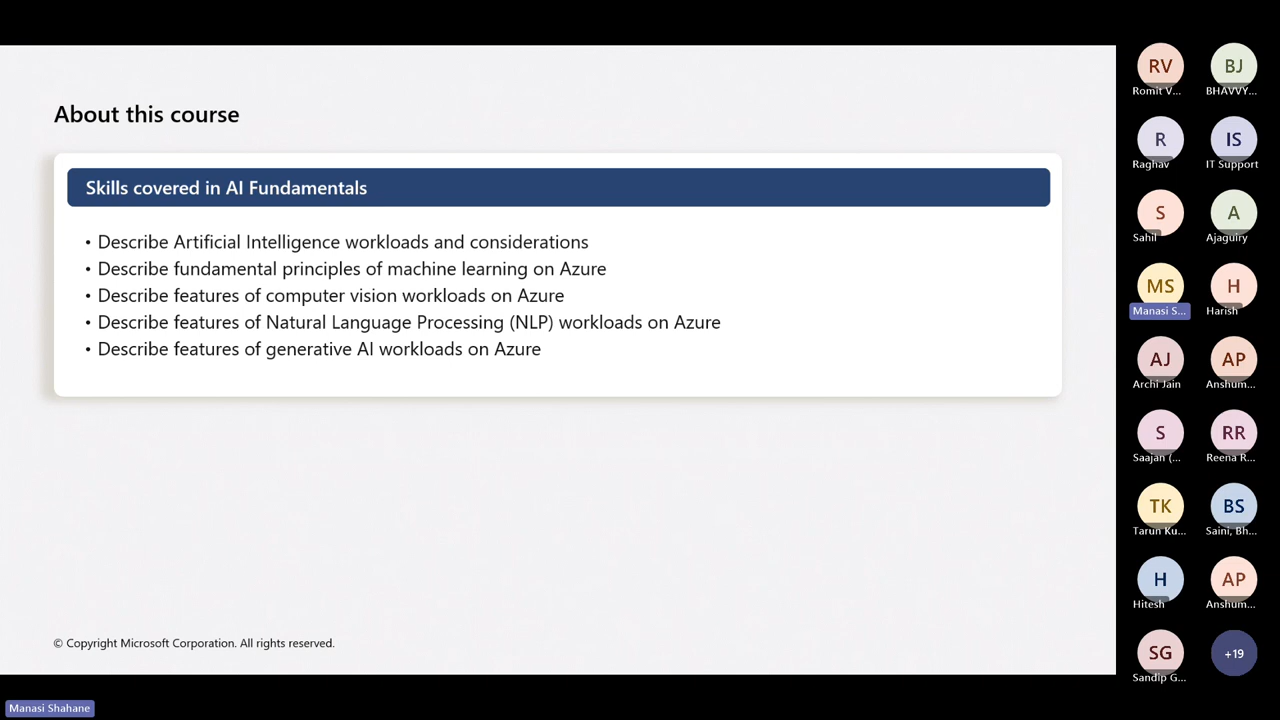 About this course
Skills covered in AI Fundamentals
• Describe Artificial Intelligence workloads and considerations
• Describe fundamental principles of machine learning on Azure
• Describe features of computer vision workloads on Azure
• Describe features of Natural Language Processing (NLP) workloads on Azure
• Describe features of generative AI workloads on Azure
© Copyright Microsoft Corporation. All rights reserved.
RV BJ
Romit V... BHAVVY...
R IS
Raghav IT Support
S A
Sahil Ajaguiry
MS H
Manasi S... Harish
AJ AP
Archi Jain Anshum...
S RR
Saajan (... Reena R...
TK BS
Tarun Ku... Saini, Bh...
H AP
Hitesh Anshum...
SG +19
Sandip G...
Manasi Shahane